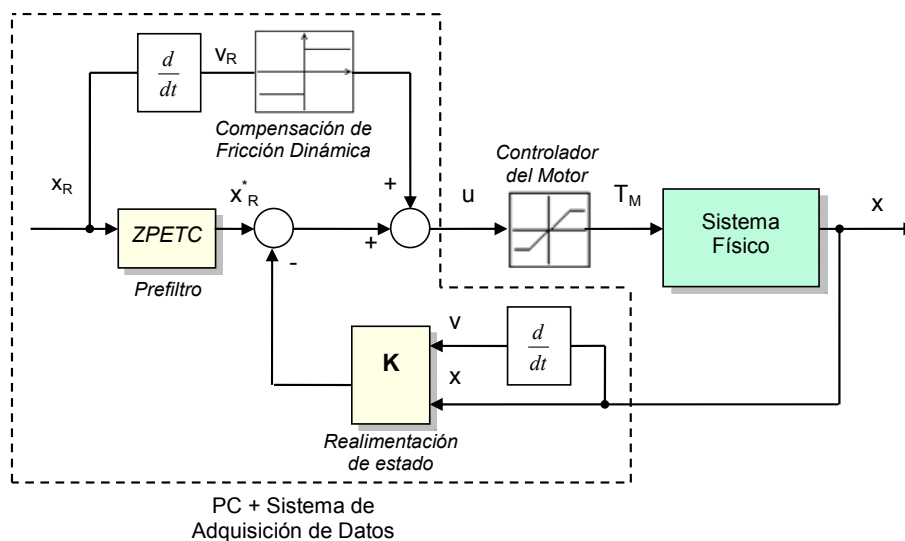 d
dt
v_R
Compensación de
Fricción Dinámica
x_R
ZPETC
Prefiltro
x*_R
-
+
+
u
Controlador
del Motor
T_M
Sistema
Físico
x
K
v
x
d
dt
Realimentación
de estado
PC + Sistema de
Adquisición de Datos